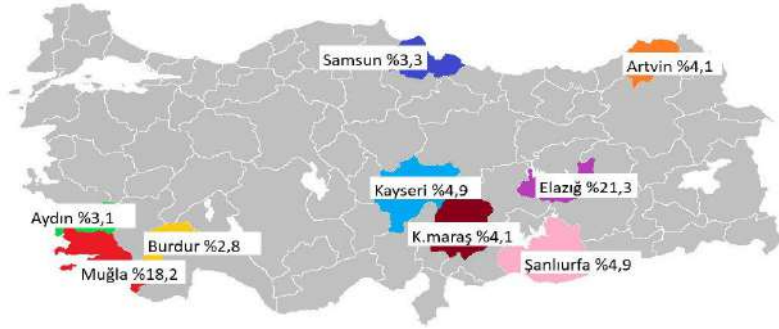 Samsun %3,3
Artvin %4,1
Kayseri %4,9
Elazığ %21,3
Aydın %3,1
Burdur %2,8
K.maraş %4,1
Muğla %18,2
Şanlıurfa %4,9